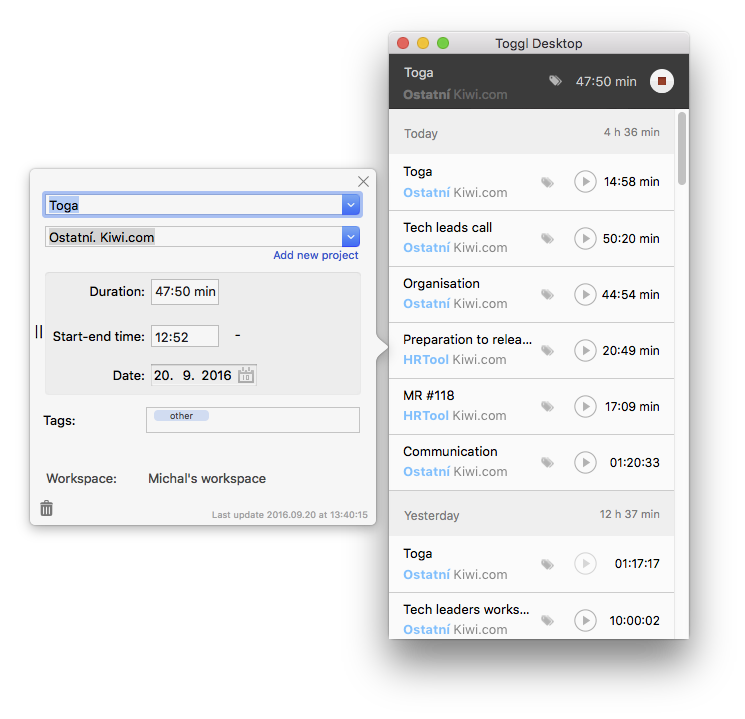 Toga
Ostatní. Kiwi.com
Add new project
Duration: 47:50 min
Start-end time: 12:52 -
Date: 20. 9. 2016
Tags: other
Workspace: Michal's workspace
Last update 2016.09.20 at 13:40:15
Toggl Desktop
Toga
47:50 min
Ostatní Kiwi.com
Today 4 h 36 min
Toga
14:58 min
Ostatní Kiwi.com
Tech leads call
50:20 min
Ostatní Kiwi.com
Organisation
44:54 min
Ostatní Kiwi.com
Preparation to relea...
20:49 min
HRTool Kiwi.com
MR #118
17:09 min
HRTool Kiwi.com
Communication
01:20:33
Ostatní Kiwi.com
Yesterday 12 h 37 min
Toga
01:17:17
Ostatní Kiwi.com
Tech leaders works...
10:00:02
Ostatní Kiwi.com